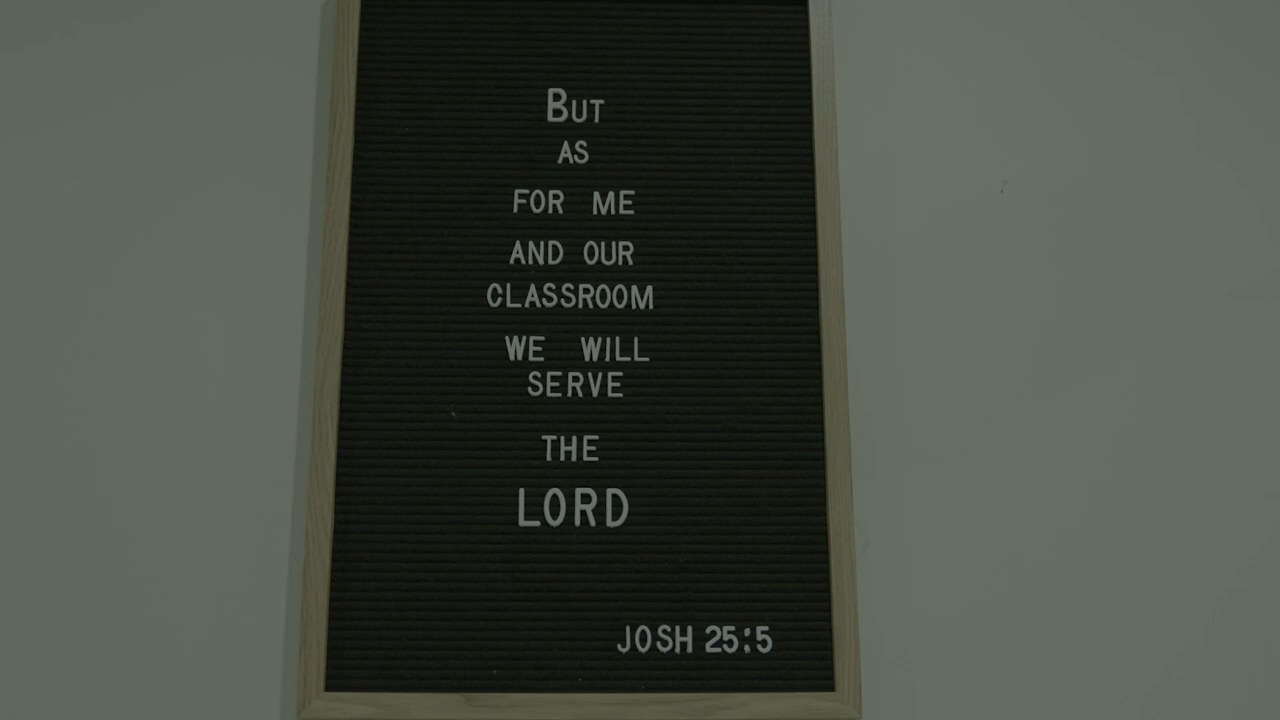 But
AS
FOR ME
AND OUR
CLASSROOM
WE WILL
SERVE
THE
LORD
JOSH 25:5